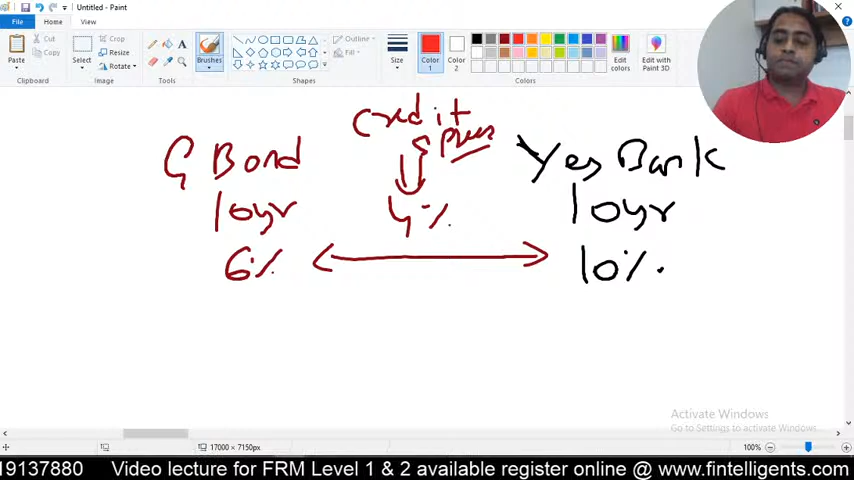 Untitled - Paint
File Home View
Paste
Cut
Copy
Clipboard
Select
Crop
Resize
Rotate
Image
A
Tools
Brushes
Outline
Fill
Shapes
Size
Color 1
Color 2
Colors
Edit colors
Edit with Paint 3D
credit
G Bond
Yes Bank
10yr
4%
10yr
6%
10%.
Activate Windows
Go to Settings to activate Windows.
17000 × 7150px
100%
19137880 Video lecture for FRM Level 1 & 2 available register online @ www.fintelligents.com